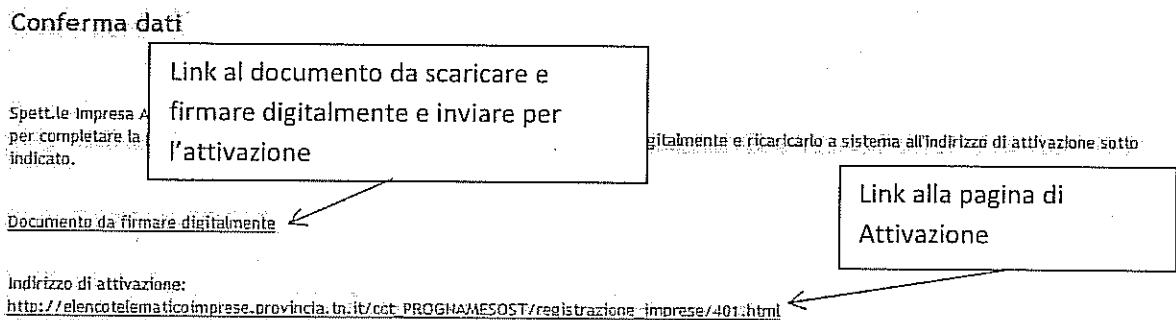 Conferma dati
Link al documento da scaricare e
firmare digitalmente e inviare per
l'attivazione
Spett.le Impresa A
per completare la
gitalmente e ricaricarlo a sistema all'indirizzo di attivazione sotto
indicato.
Link alla pagina di
Attivazione
Documento da firmare digitalmente
Indirizzo di attivazione:
http://elencotelematicoimprese.provincia.tn.it/cct_PROGNAMESOST/registrazione_imprese/401.html